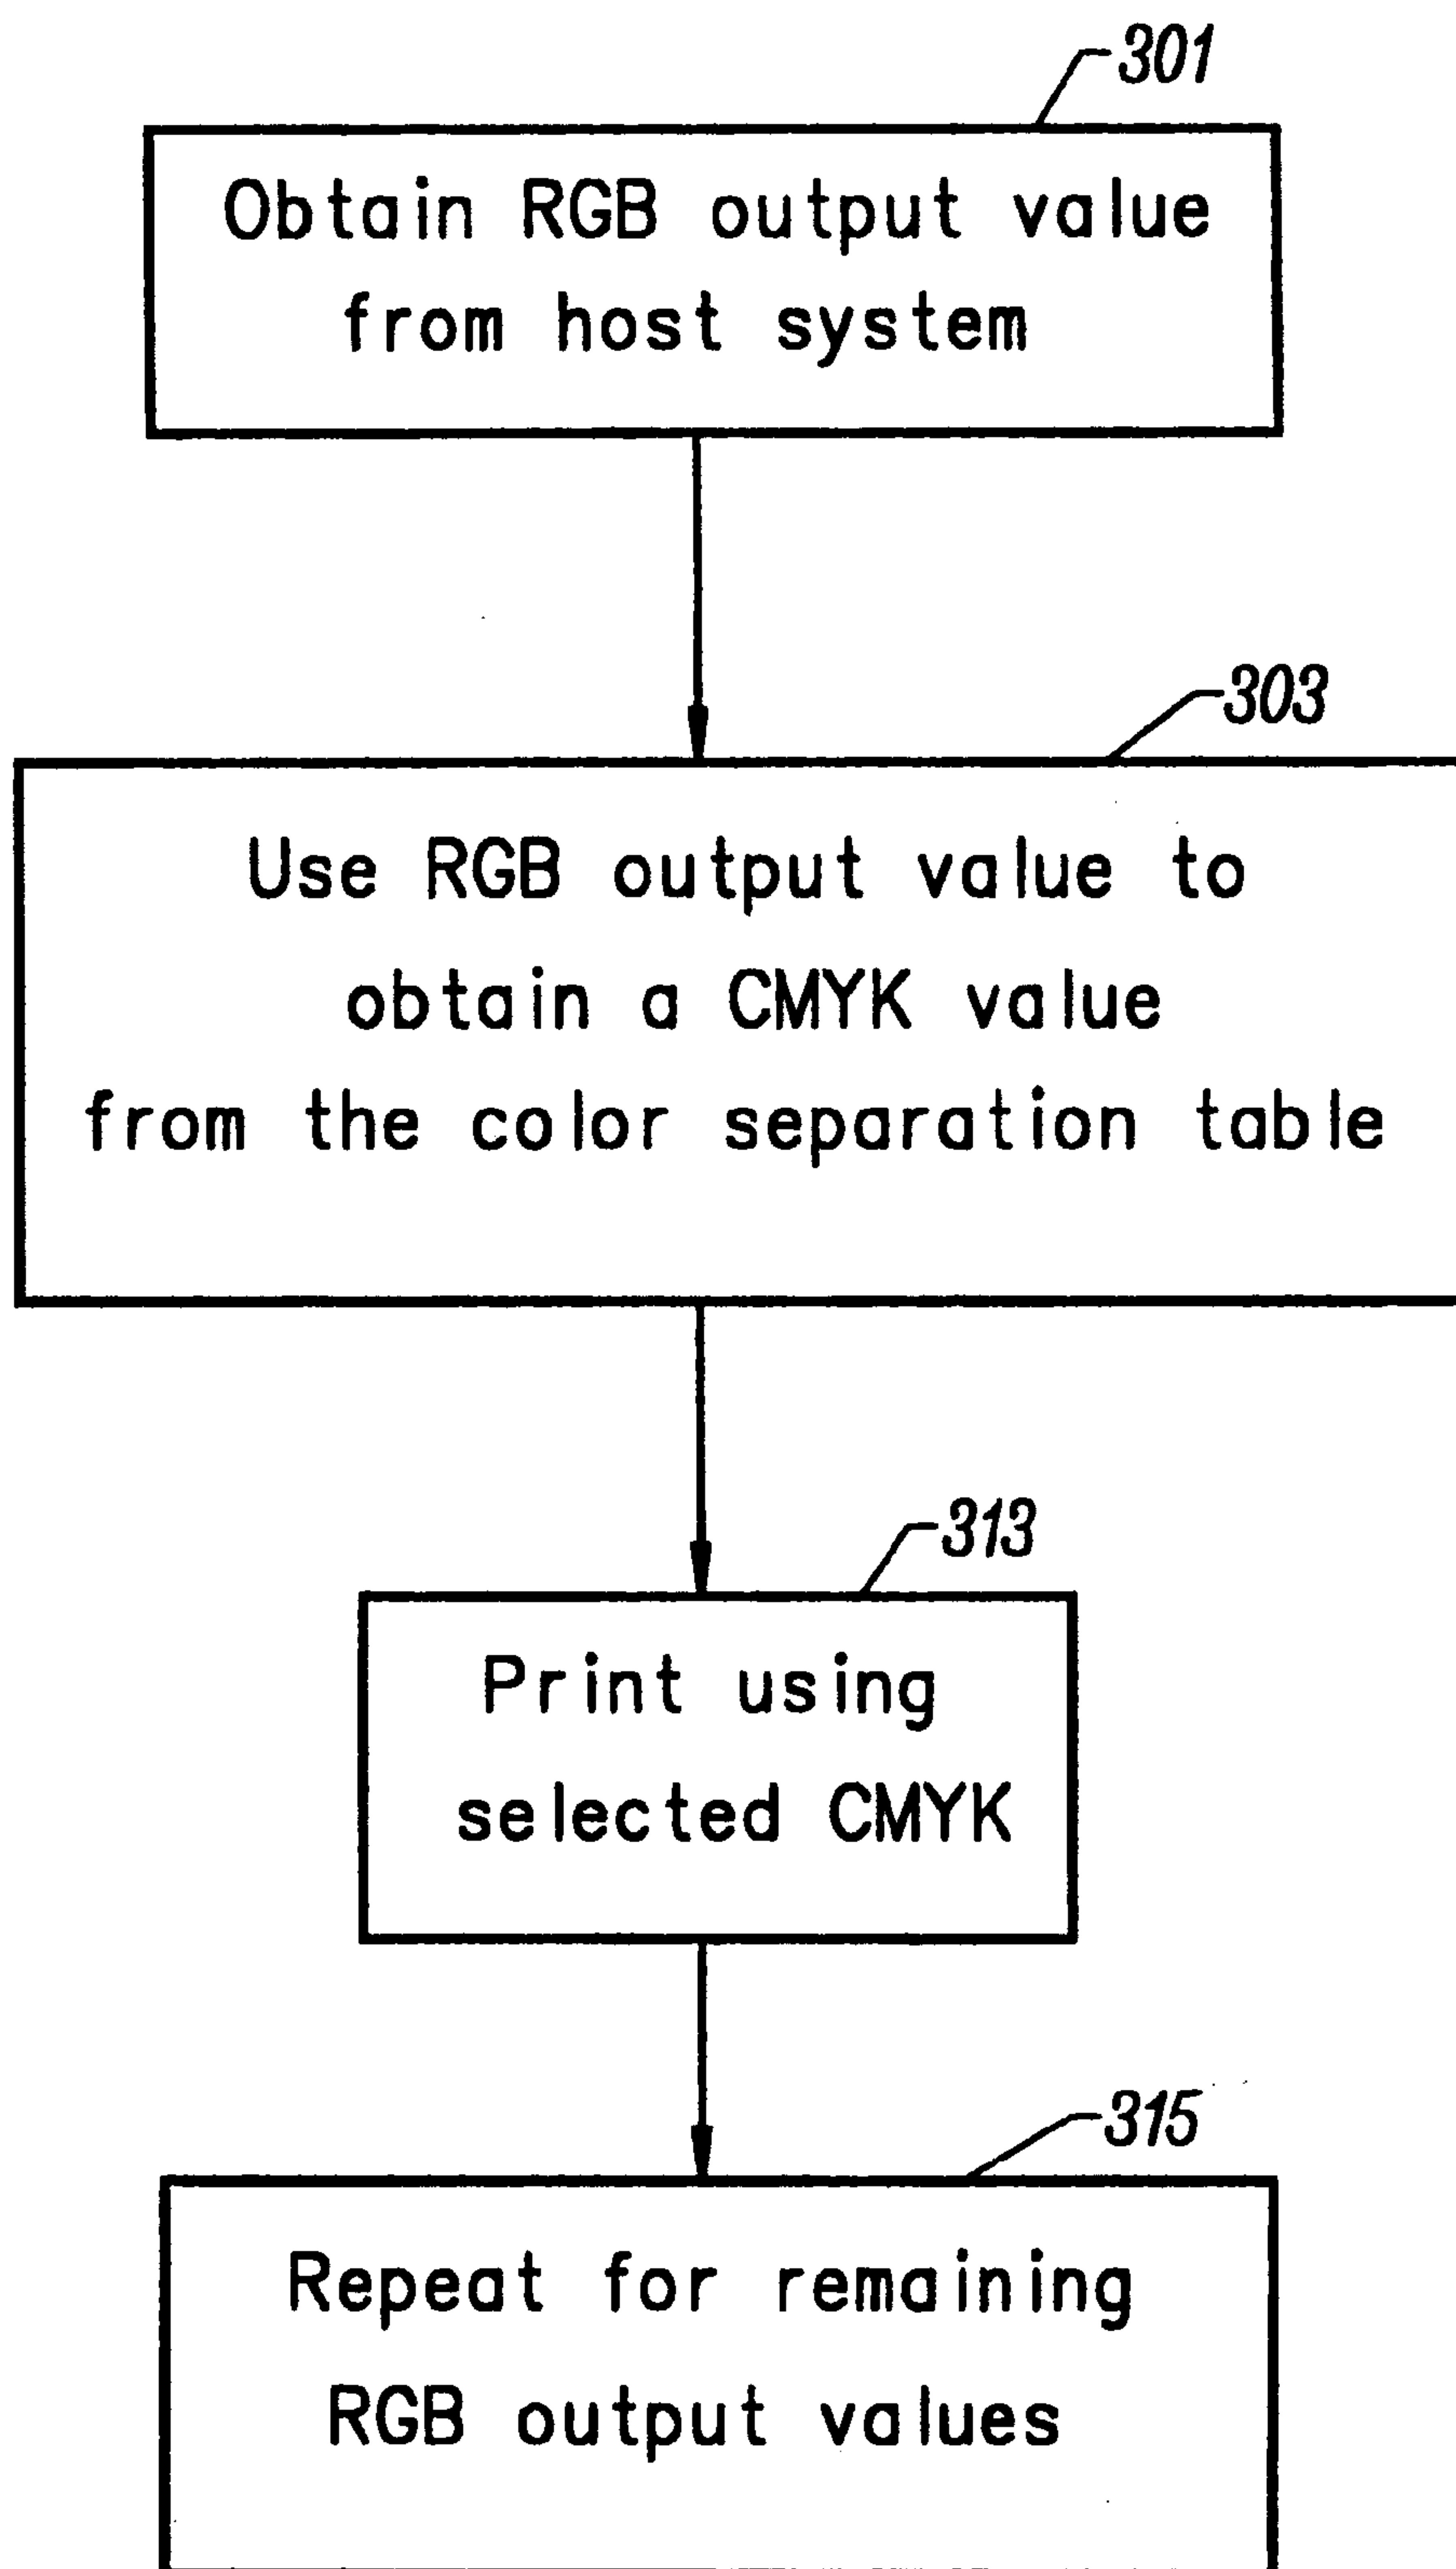 301
Obtain RGB output value
from host system
303
Use RGB output value to
obtain a CMYK value
from the color separation table
313
Print using
selected CMYK
315
Repeat for remaining
RGB output values